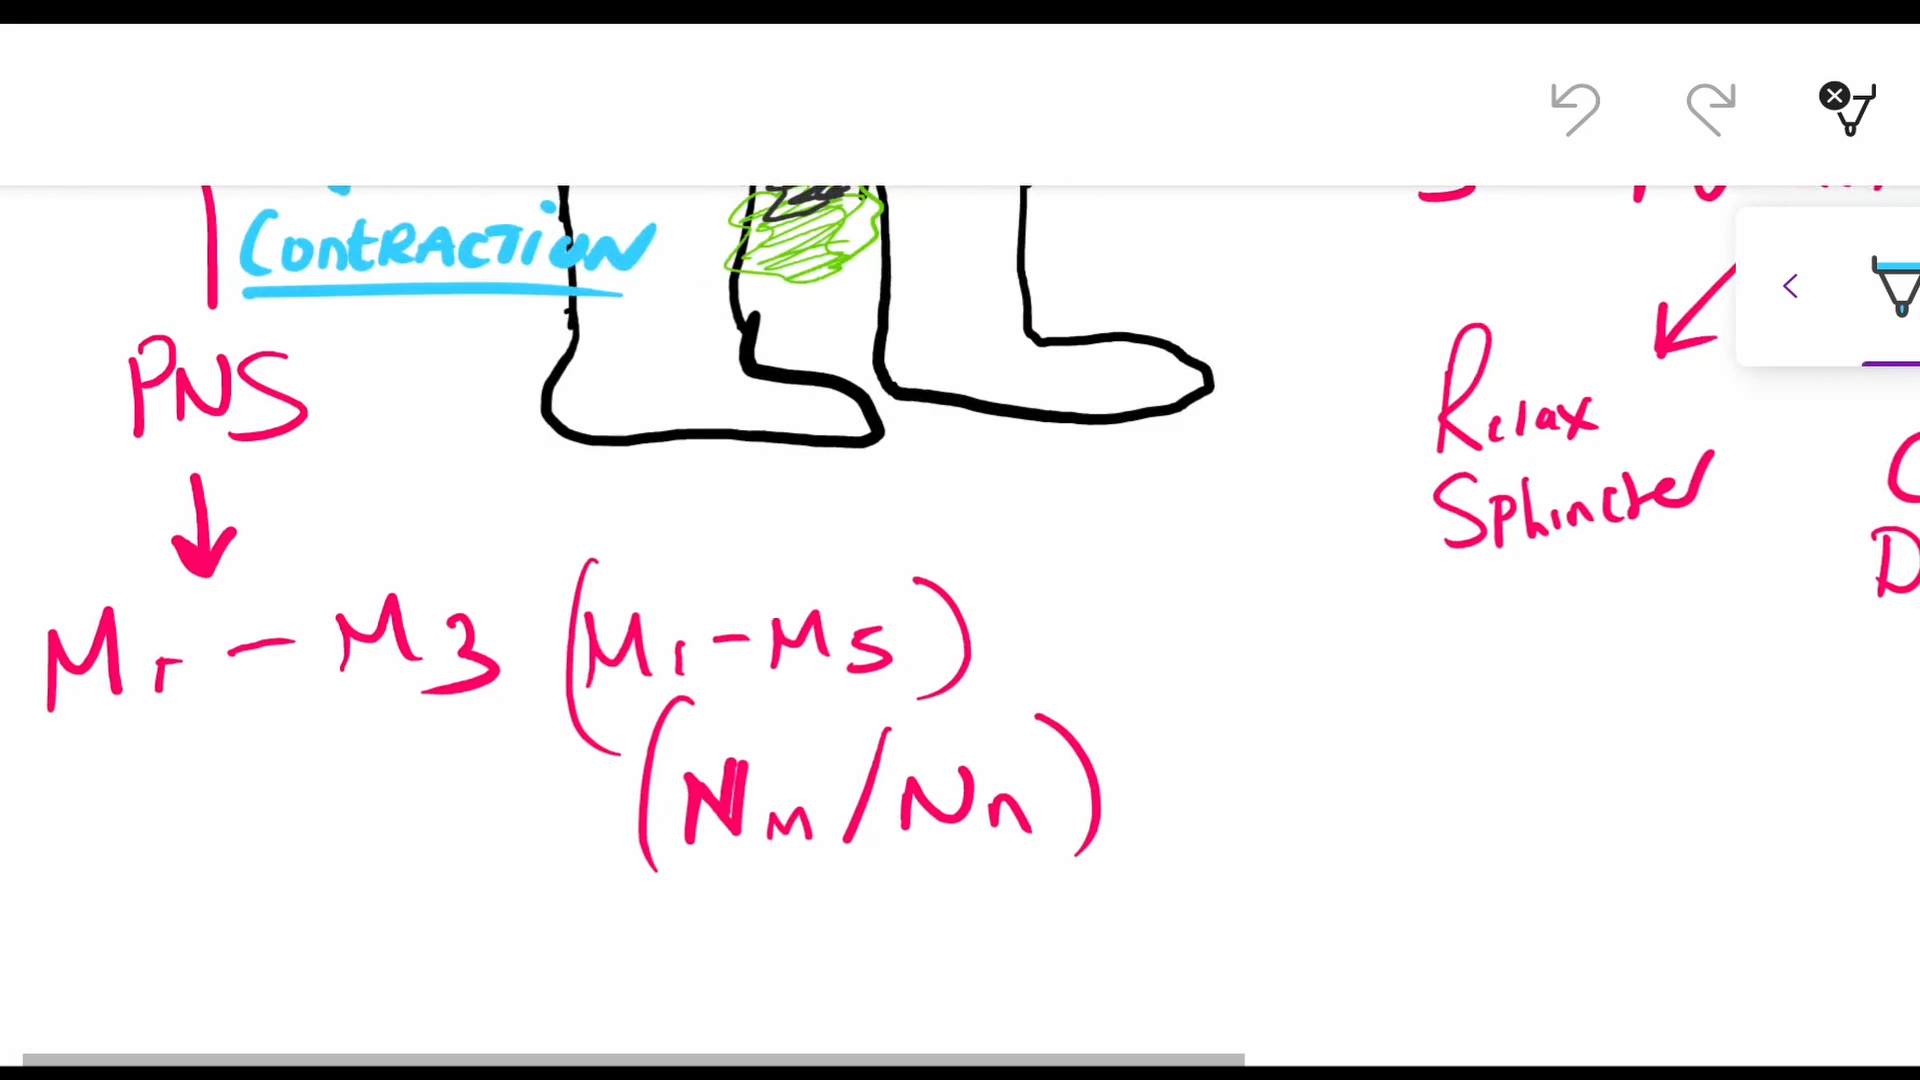 ContRACTiON
PNS
Relax
Sphincter
M1 - M3 (M1 - M5)
(NM / Nn)